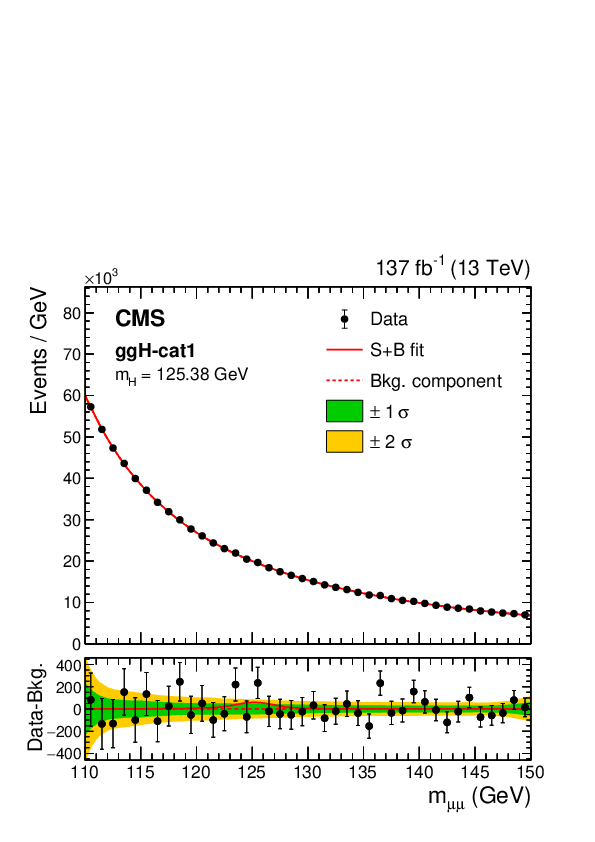 137 fb⁻¹ (13 TeV)
×10³
Events / GeV
80
70
60
50
40
30
20
10
0
CMS
ggH-cat1
m_H = 125.38 GeV
Data
S+B fit
Bkg. component
± 1 σ
± 2 σ
Data-Bkg.
400
200
0
−200
−400
110 115 120 125 130 135 140 145 150
m_μμ (GeV)